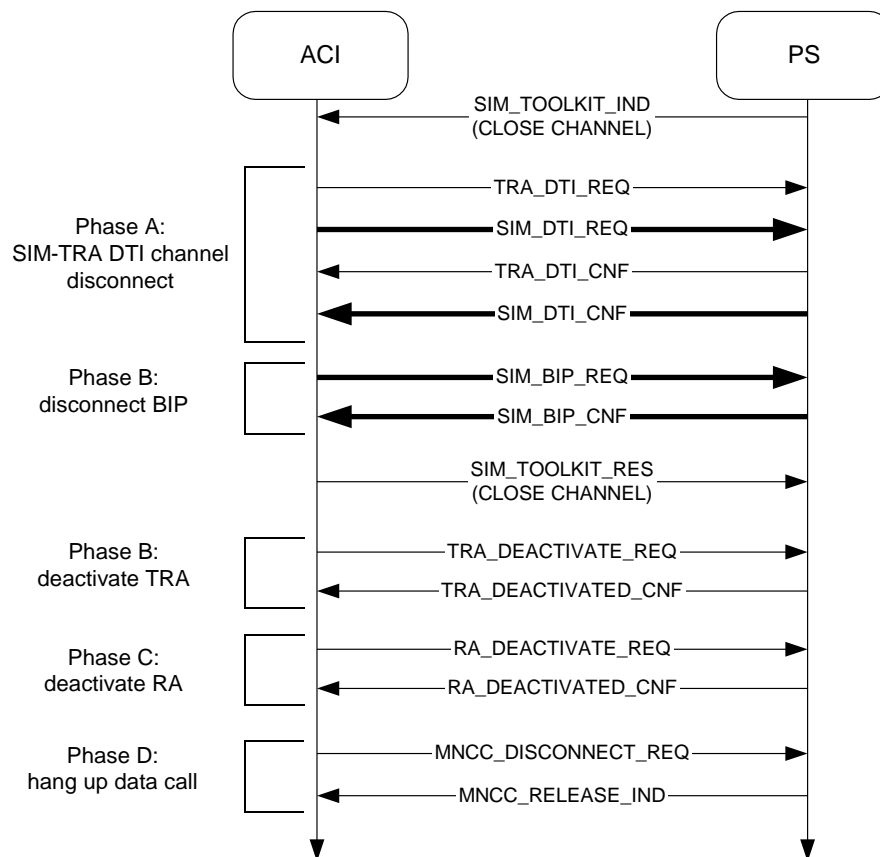 ACI
PS
SIM_TOOLKIT_IND
(CLOSE CHANNEL)
Phase A:
SIM-TRA DTI channel
disconnect
TRA_DTI_REQ
SIM_DTI_REQ
TRA_DTI_CNF
SIM_DTI_CNF
Phase B:
disconnect BIP
SIM_BIP_REQ
SIM_BIP_CNF
SIM_TOOLKIT_RES
(CLOSE CHANNEL)
Phase B:
deactivate TRA
TRA_DEACTIVATE_REQ
TRA_DEACTIVATED_CNF
Phase C:
deactivate RA
RA_DEACTIVATE_REQ
RA_DEACTIVATED_CNF
Phase D:
hang up data call
MNCC_DISCONNECT_REQ
MNCC_RELEASE_IND